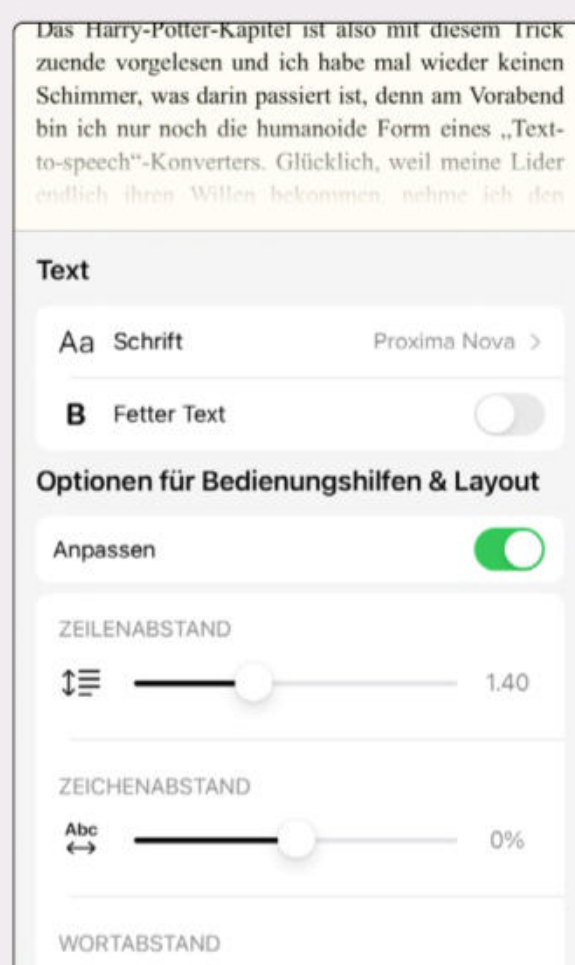 Das Harry-Potter-Kapitel ist also mit diesem Trick
zuende vorgelesen und ich habe mal wieder keinen
Schimmer, was darin passiert ist, denn am Vorabend
bin ich nur noch die humanoide Form eines „Text-
to-speech“-Konverters. Glücklich, weil meine Lider
endlich ihren Willen bekommen, nehme ich den
Text
Aa Schrift Proxima Nova >
B Fetter Text
Optionen für Bedienungshilfen & Layout
Anpassen
ZEILENABSTAND
1.40
ZEICHENABSTAND
Abc
0%
WORTABSTAND